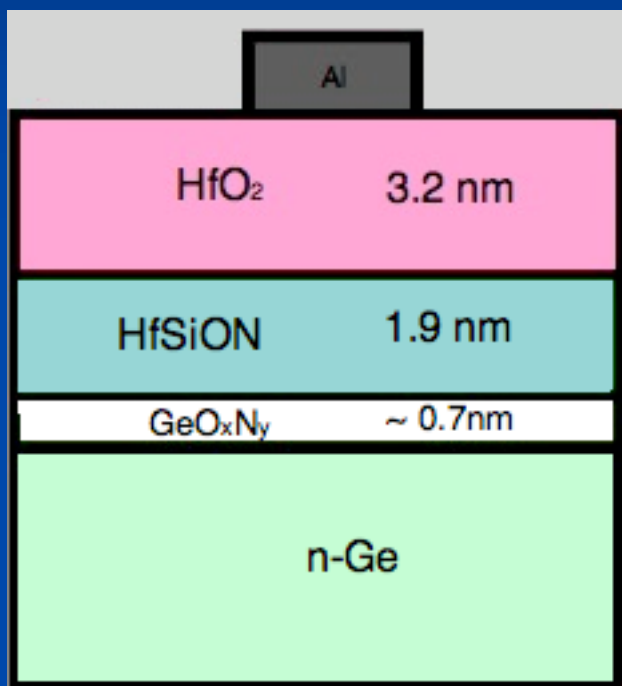 Al
HfO₂ 3.2 nm
HfSiON 1.9 nm
GeOxNy ~ 0.7nm
n-Ge